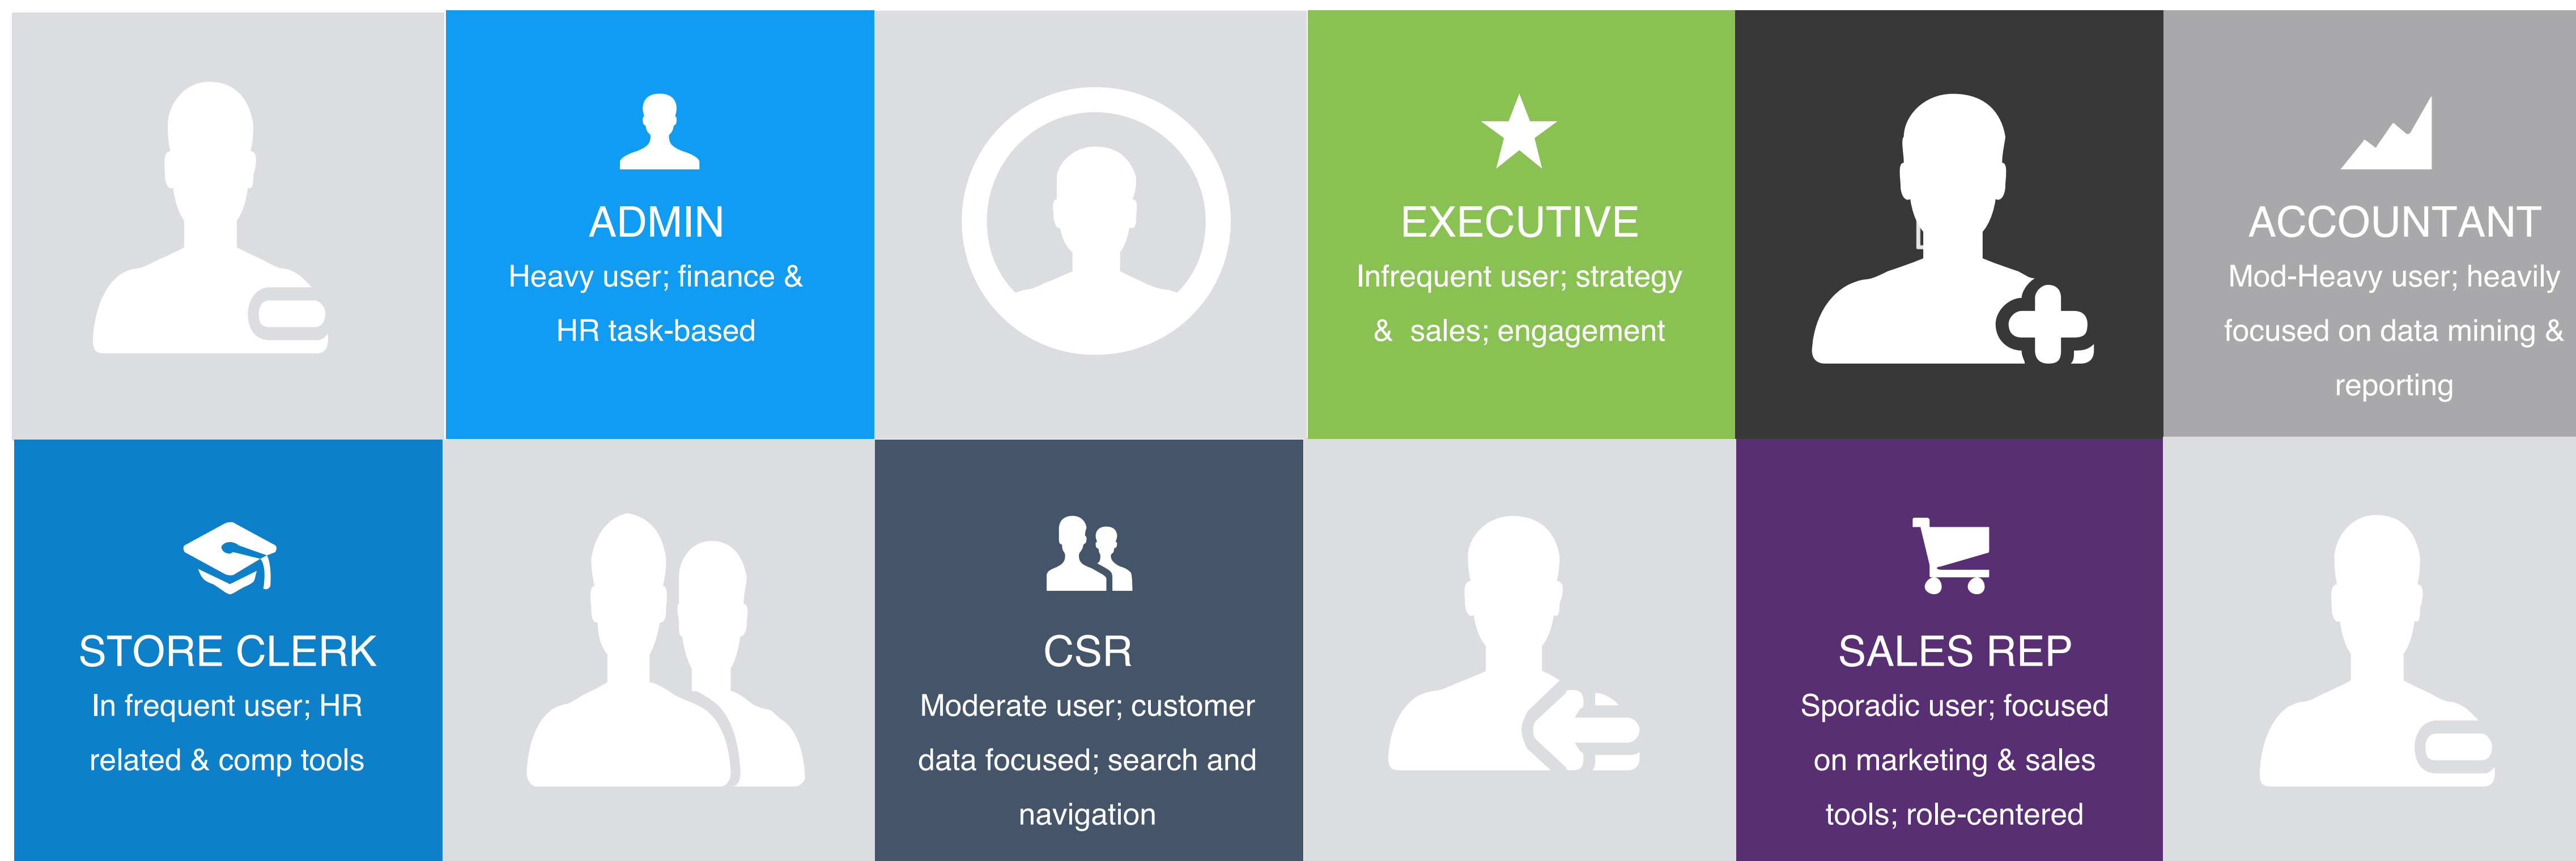 ADMIN
Heavy user; finance &
HR task-based
EXECUTIVE
Infrequent user; strategy
&  sales; engagement
ACCOUNTANT
Mod-Heavy user; heavily
focused on data mining &
reporting
STORE CLERK
In frequent user; HR
related & comp tools
CSR
Moderate user; customer
data focused; search and
navigation
SALES REP
Sporadic user; focused
on marketing & sales
tools; role-centered